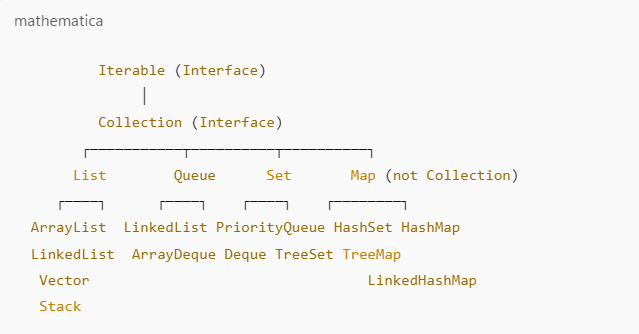 mathematica
Iterable (Interface)
Collection (Interface)
List Queue Set Map (not Collection)
ArrayList LinkedList PriorityQueue HashSet HashMap
LinkedList ArrayDeque Deque TreeSet TreeMap
Vector LinkedHashMap
Stack